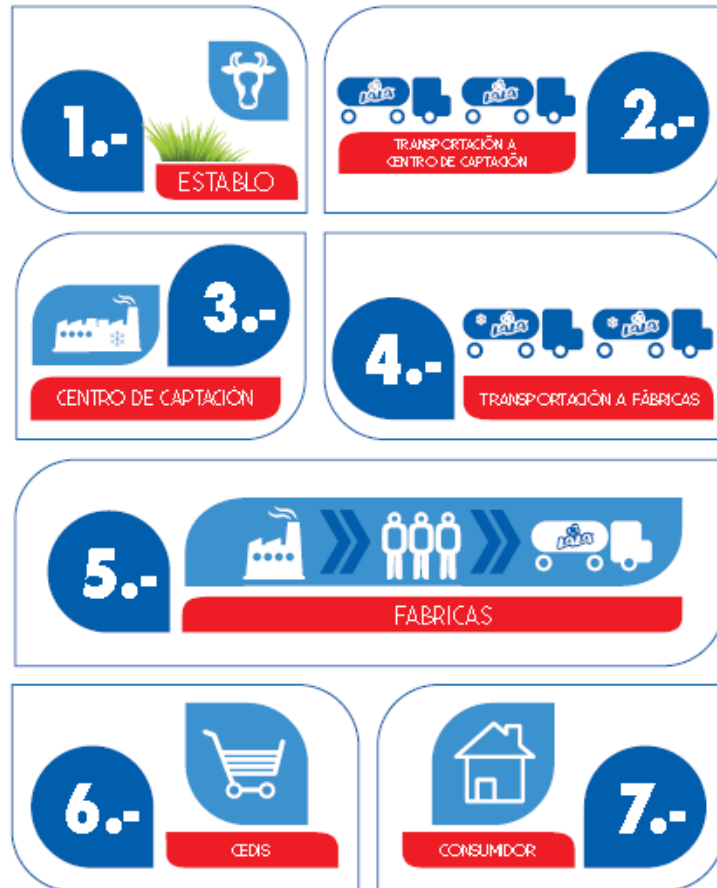 1.-
ESTABLO
LALA LALA
2.-
TRANSPORTACIÓN A
CENTRO DE CAPTACIÓN
3.-
CENTRO DE CAPTACIÓN
4.-
LALA LALA
TRANSPORTACIÓN A FÁBRICAS
5.-
LALA
FABRICAS
6.-
CEDIS
CONSUMIDOR
7.-